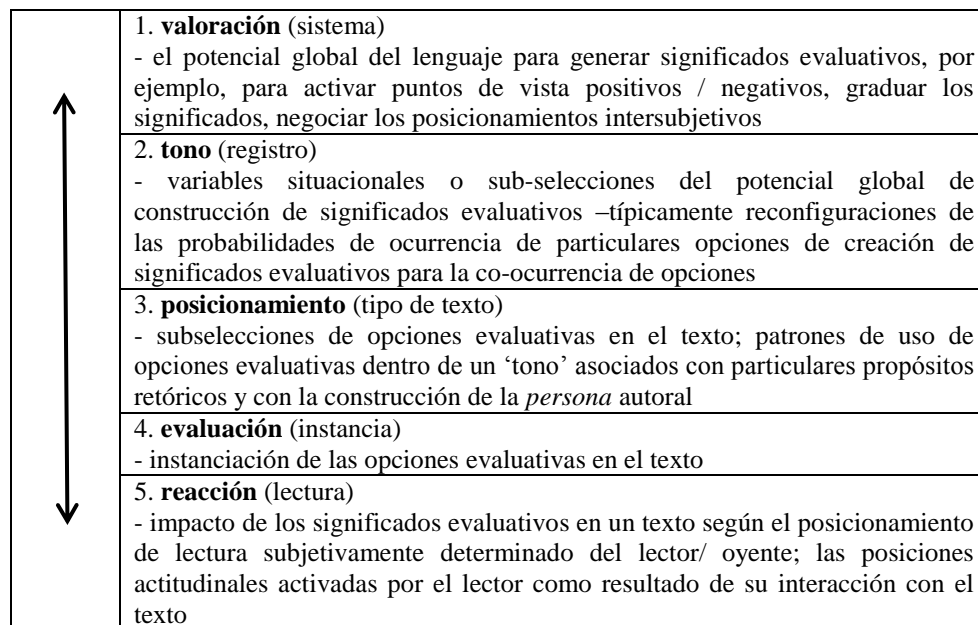 1. valoración (sistema)
- el potencial global del lenguaje para generar significados evaluativos, por
ejemplo, para activar puntos de vista positivos / negativos, graduar los
significados, negociar los posicionamientos intersubjetivos
2. tono (registro)
- variables situacionales o sub-selecciones del potencial global de
construcción de significados evaluativos –típicamente reconfiguraciones de
las probabilidades de ocurrencia de particulares opciones de creación de
significados evaluativos para la co-ocurrencia de opciones
3. posicionamiento (tipo de texto)
- subselecciones de opciones evaluativas en el texto; patrones de uso de
opciones evaluativas dentro de un ‘tono’ asociados con particulares propósitos
retóricos y con la construcción de la persona autoral
4. evaluación (instancia)
- instanciación de las opciones evaluativas en el texto
5. reacción (lectura)
- impacto de los significados evaluativos en un texto según el posicionamiento
de lectura subjetivamente determinado del lector/ oyente; las posiciones
actitudinales activadas por el lector como resultado de su interacción con el
texto